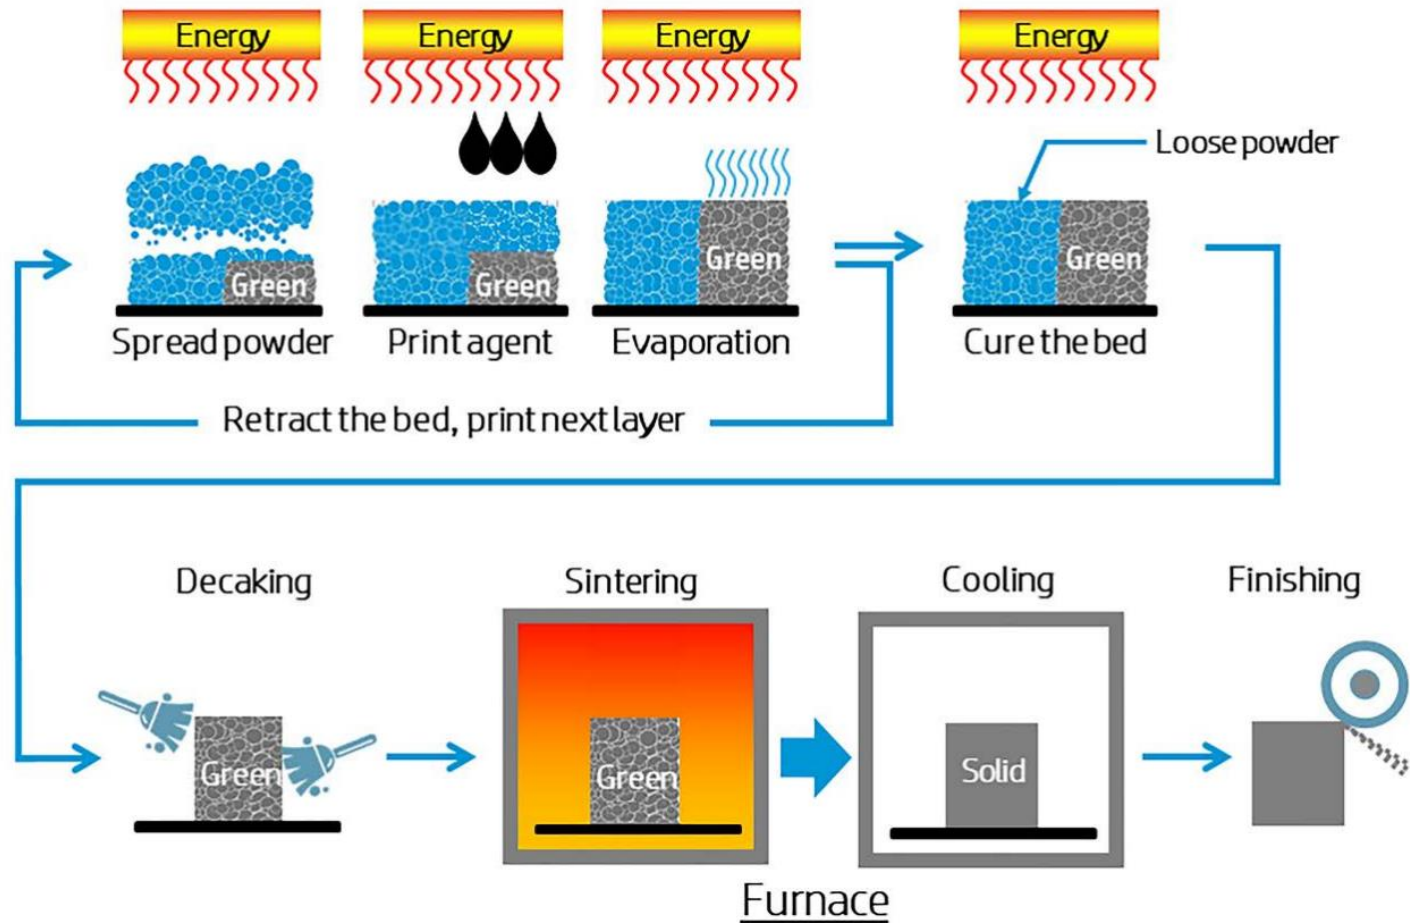 Energy
Energy
Energy
Energy
Loose powder
Green
Green
Green
Green
Spread powder
Print agent
Evaporation
Cure the bed
Retract the bed, print next layer
Decaking
Sintering
Cooling
Finishing
Green
Green
Solid
Furnace